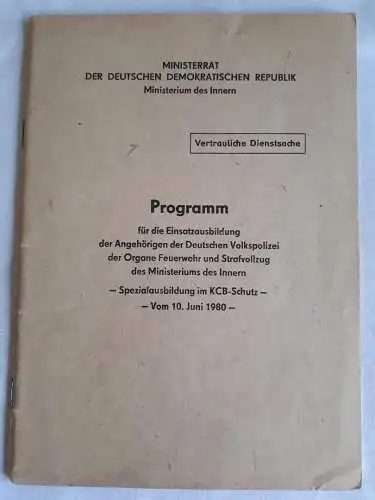 MINISTERRAT
DER DEUTSCHEN DEMOKRATISCHEN REPUBLIK
Ministerium des Innern
Vertrauliche Dienstsache
Programm
für die Einsatzausbildung
der Angehörigen der Deutschen Volkspolizei
der Organe Feuerwehr und Strafvollzug
des Ministeriums des Innern
— Spezialausbildung im KCB-Schutz —
— Vom 10. Juni 1980 —